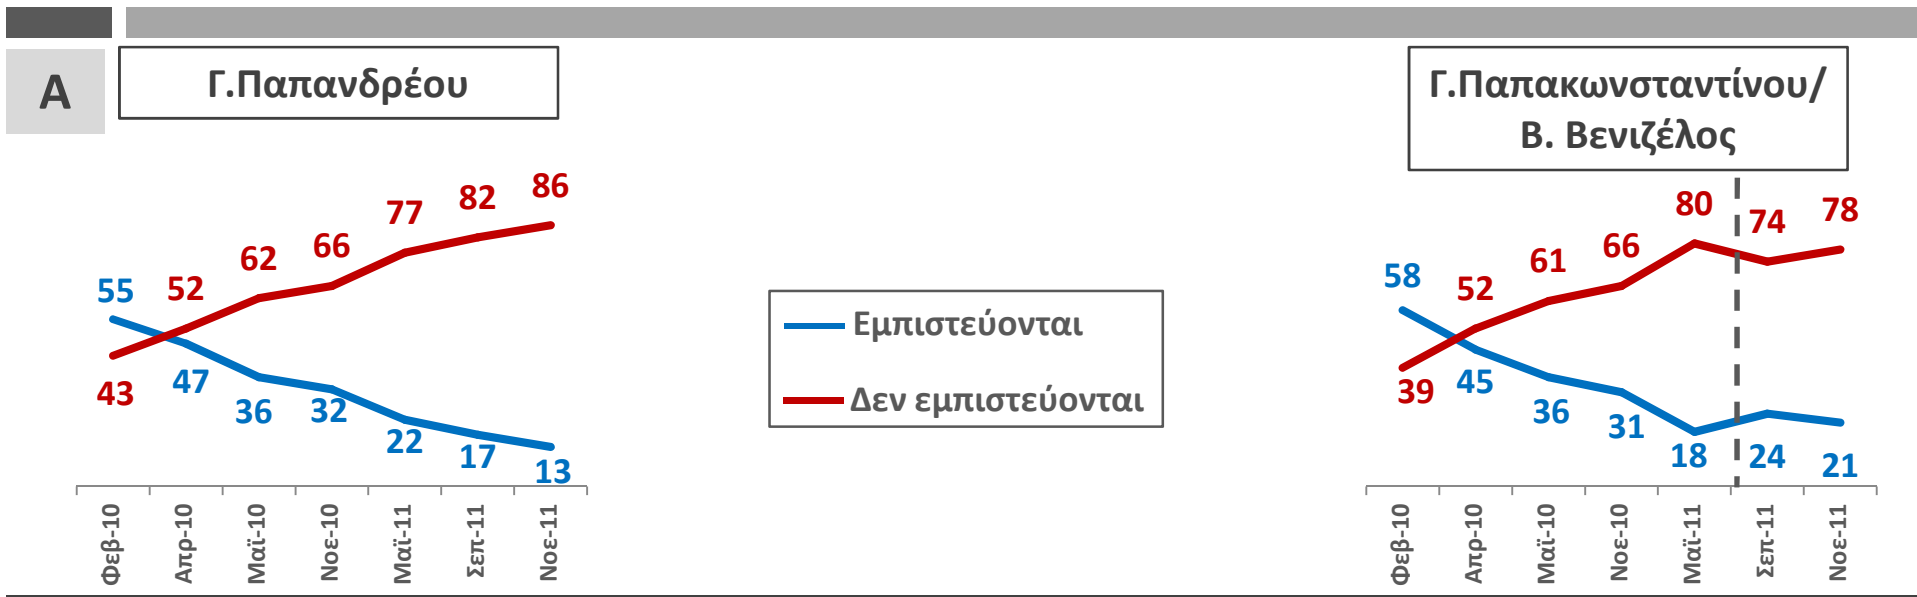 A
Γ.Παπανδρέου
86
82
77
66
62
52
55
43
47
36
32
22
17
13
Φεβ-10
Απρ-10
Μαϊ-10
Νοε-10
Μαϊ-11
Σεπ-11
Νοε-11
Εμπιστεύονται
Δεν εμπιστεύονται
Γ.Παπακωνσταντίνου/
Β. Βενιζέλος
80
74
78
66
61
52
58
39
45
36
31
18
24
21
Φεβ-10
Απρ-10
Μαϊ-10
Νοε-10
Μαϊ-11
Σεπ-11
Νοε-11